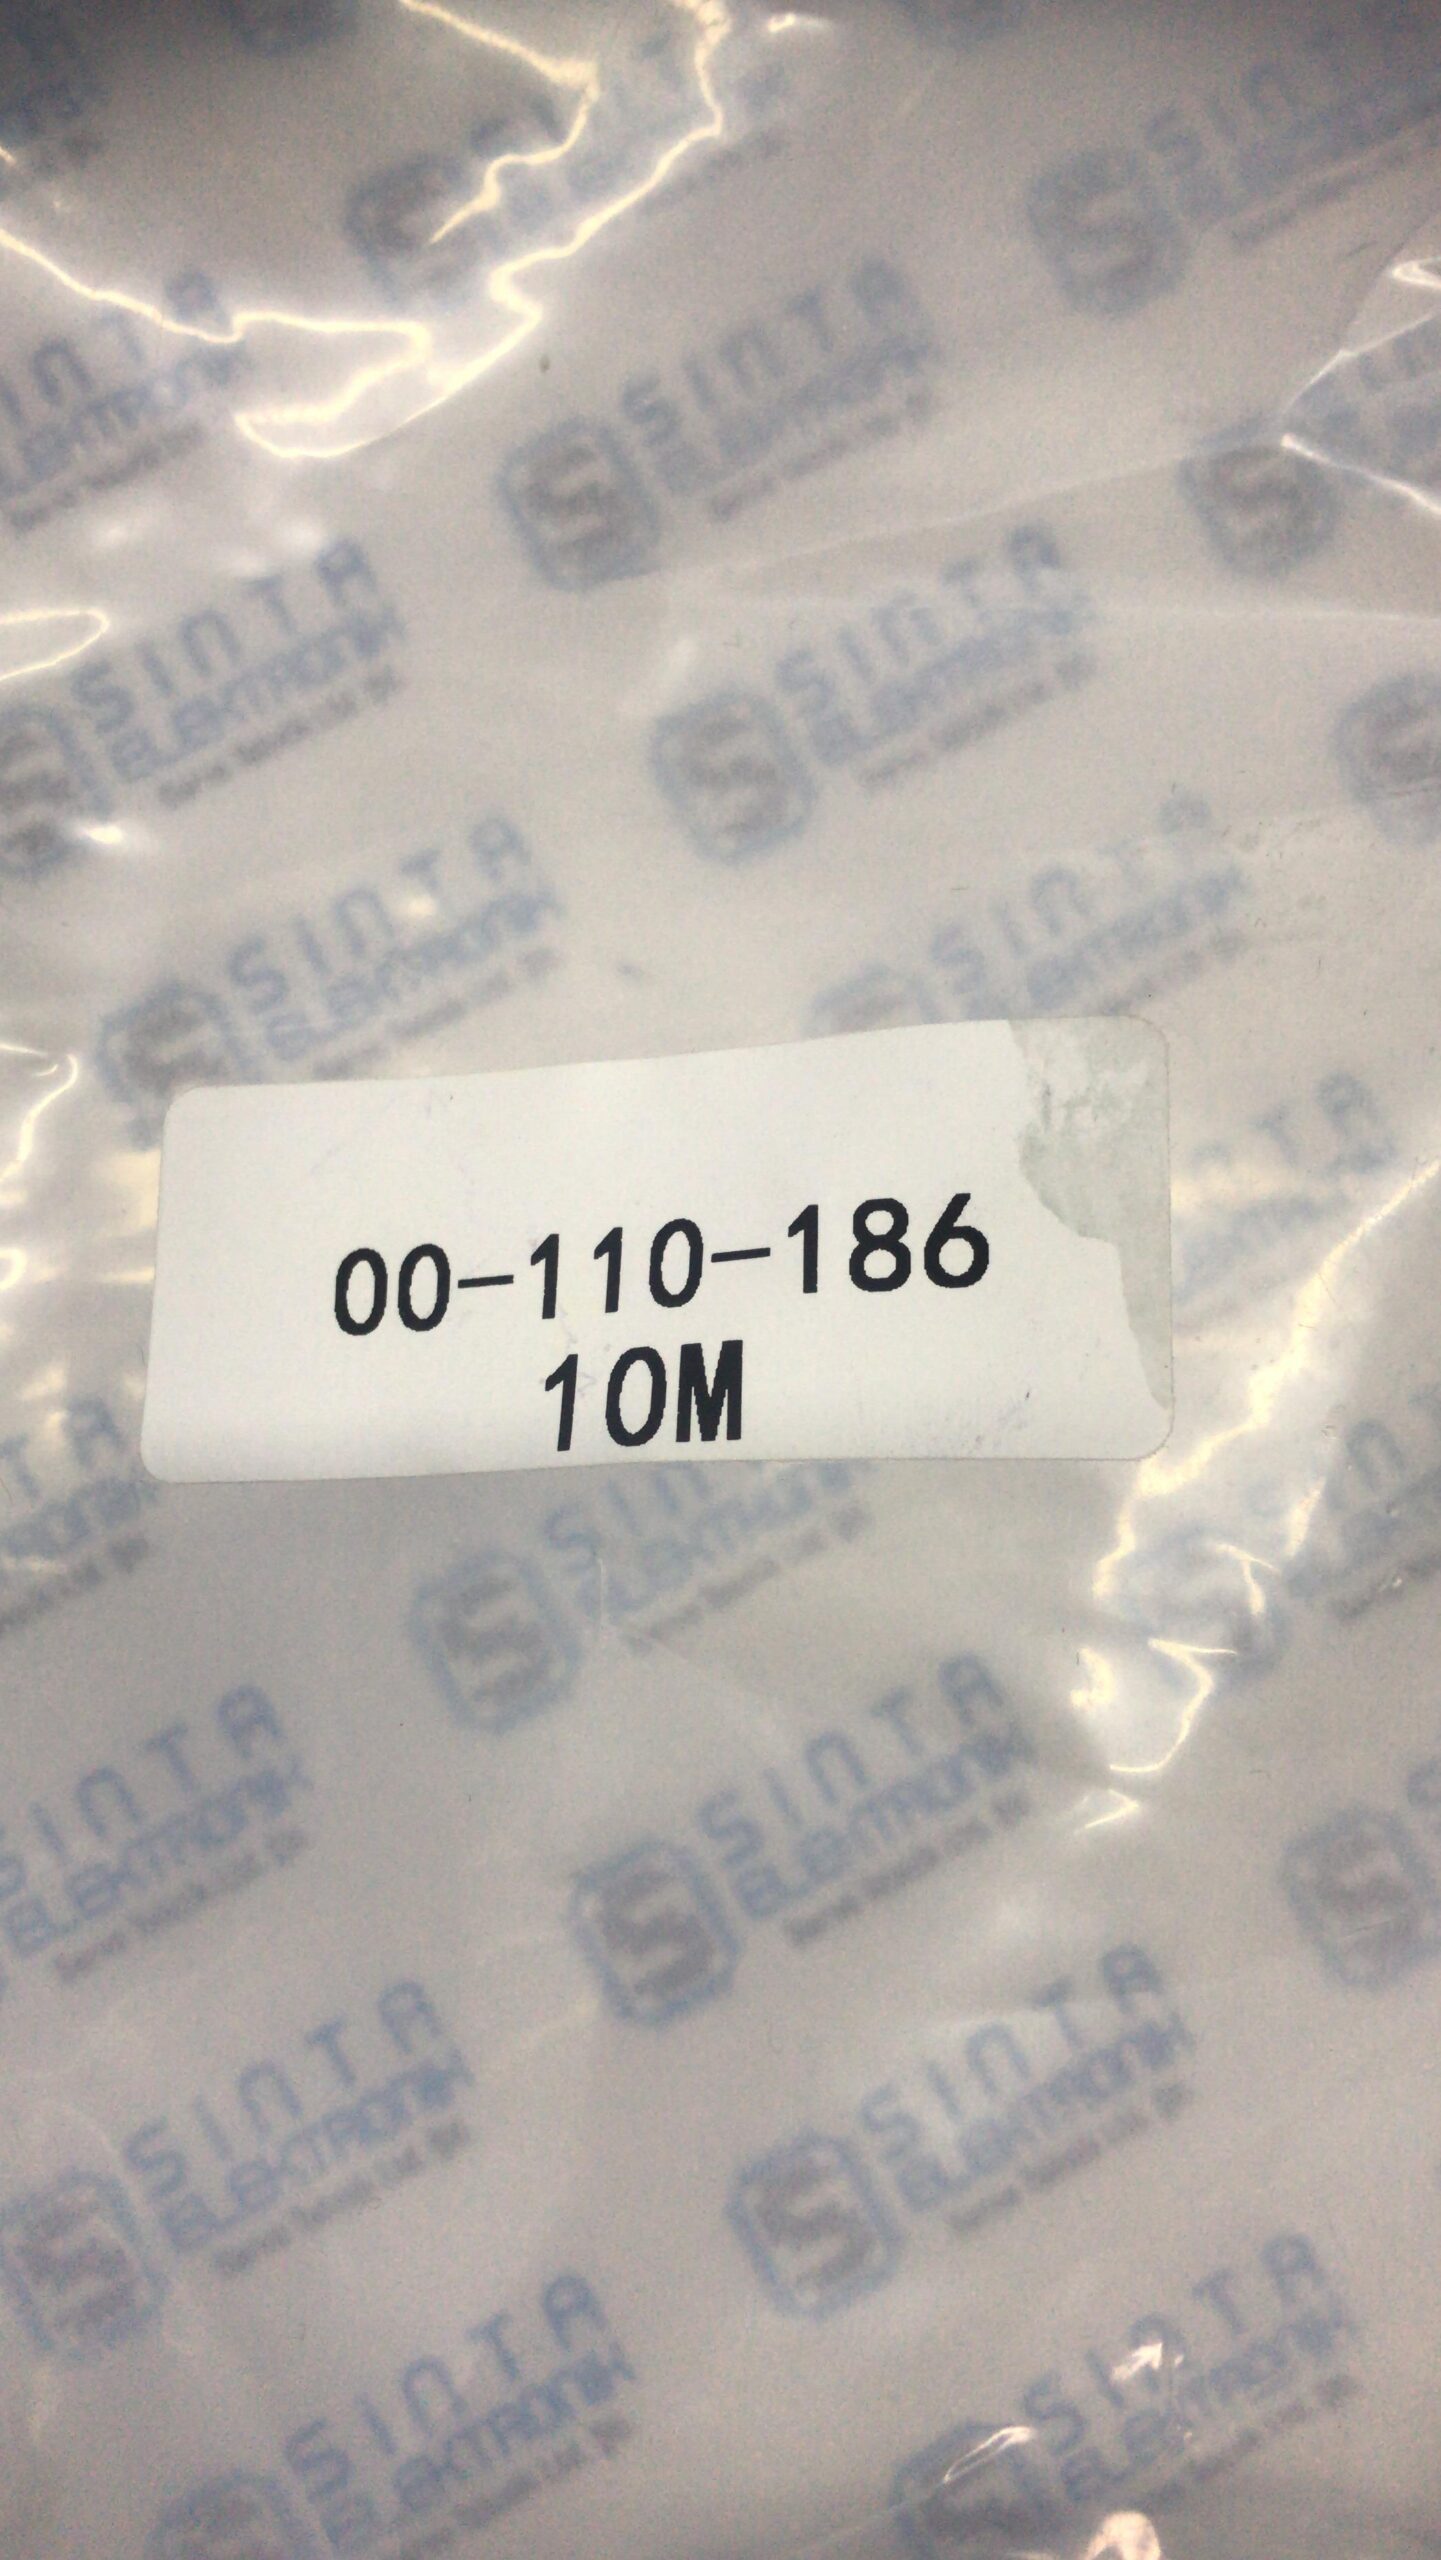 SINTA
ELEKTRONIK
00-110-186
10M